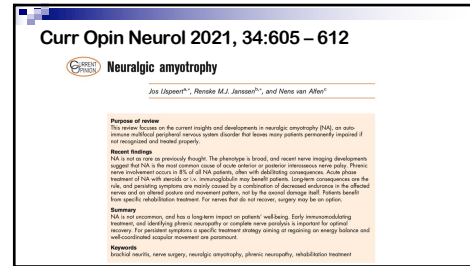 Curr Opin Neurol 2021, 34:605 – 612
CURRENT OPINION
Neuralgic amyotrophy
Jos IJspeertᵃ,*, Renske M.J. Janssenᵇ,*, and Nens van Alfenᶜ
Purpose of review
This review focuses on the current insights and developments in neuralgic amyotrophy (NA), an auto-
immune multifocal peripheral nervous system disorder that leaves many patients permanently impaired if
not recognized and treated properly.
Recent findings
NA is not as rare as previously thought. The phenotype is broad, and recent nerve imaging developments
suggest that NA is the most common cause of acute anterior or posterior interosseous nerve palsy. Phrenic
nerve involvement occurs in 8% of all NA patients, often with debilitating consequences. Acute phase
treatment of NA with steroids or i.v. immunoglobulin may benefit patients. Long-term consequences are the
rule, and persisting symptoms are mainly caused by a combination of decreased endurance in the affected
nerves and an altered posture and movement pattern, not by the axonal damage itself. Patients benefit
from specific rehabilitation treatment. For nerves that do not recover, surgery may be an option.
Summary
NA is not uncommon, and has a long-term impact on patients' well-being. Early immunomodulating
treatment, and identifying phrenic neuropathy or complete nerve paralysis is important for optimal
recovery. For persistent symptoms a specific treatment strategy aiming at regaining an energy balance and
well-coordinated scapular movement are paramount.
Keywords
brachial neuritis, nerve surgery, neuralgic amyotrophy, phrenic neuropathy, rehabilitation treatment